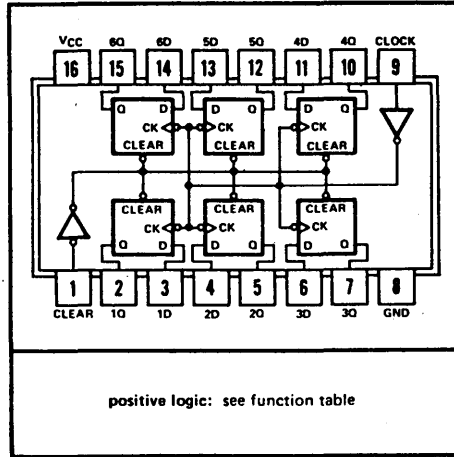 VCC 6Q 6D 5D 5Q 4D 4Q CLOCK
16 15 14 13 12 11 10 9
Q D D Q D Q
CK CK CK
CLEAR CLEAR CLEAR
CLEAR CLEAR CLEAR
CK CK CK
Q D D Q D Q
1 2 3 4 5 6 7 8
CLEAR 1Q 1D 2D 2Q 3D 3Q GND
positive logic: see function table